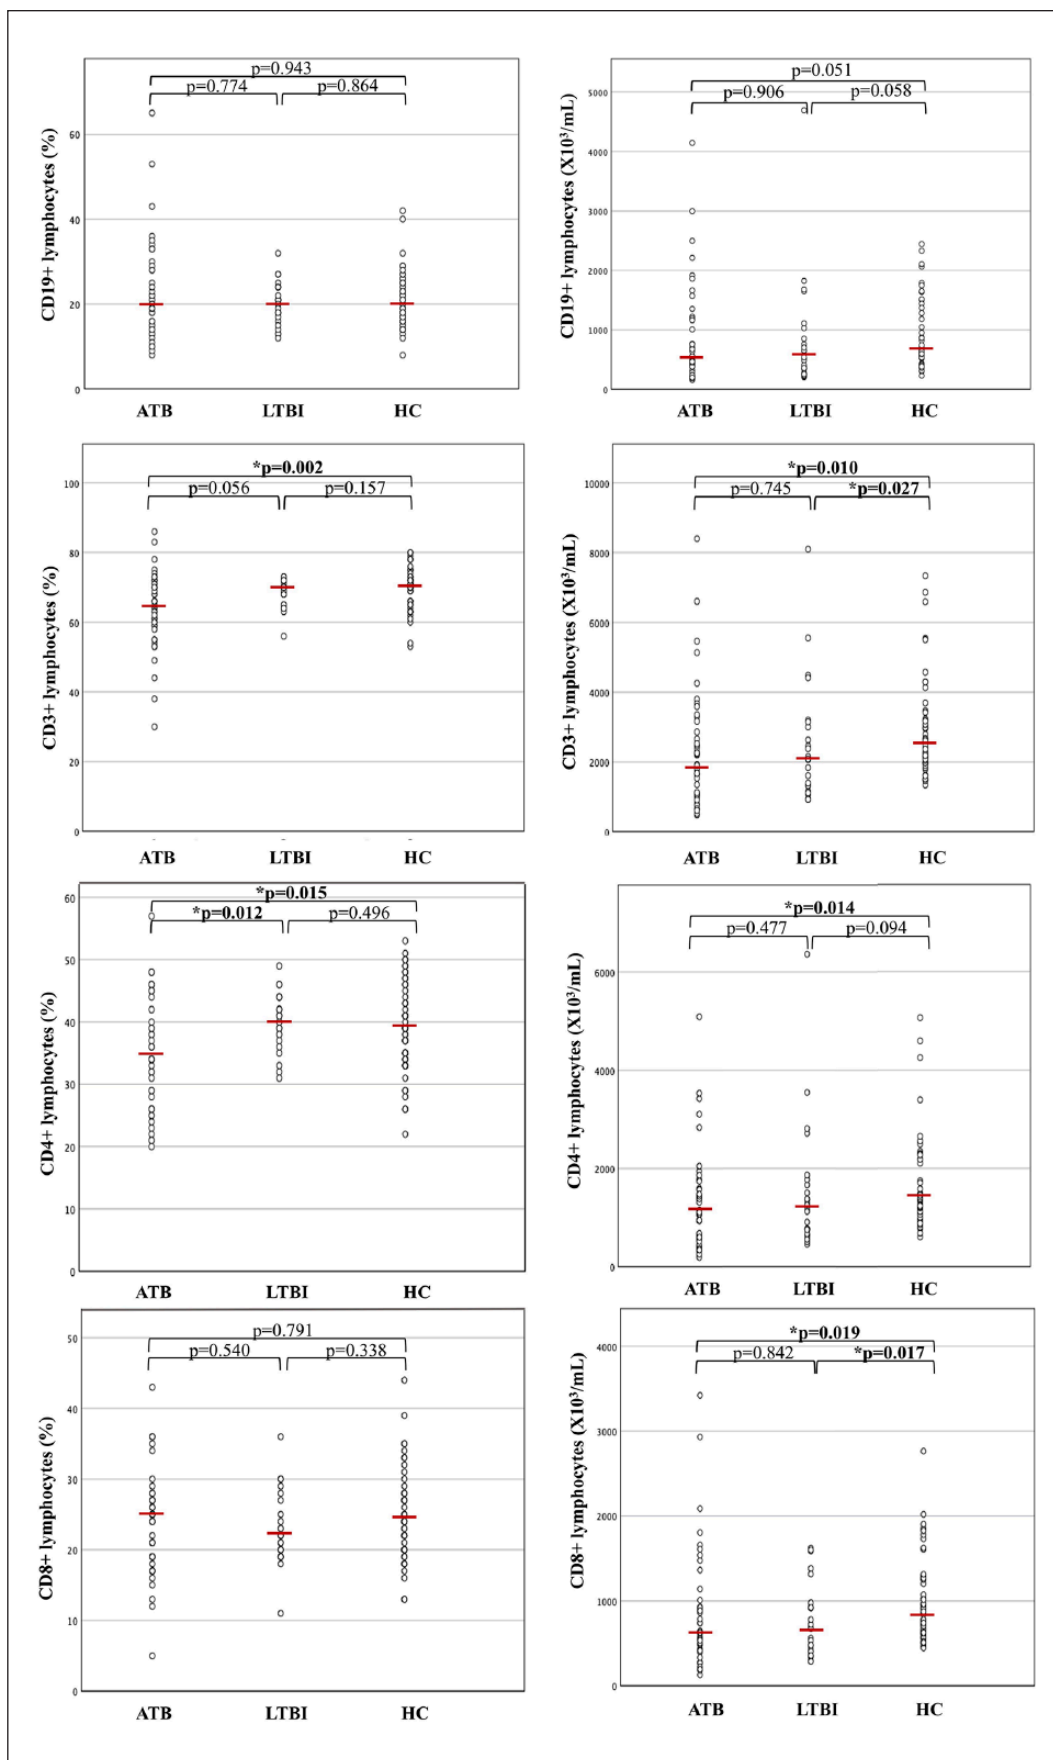 p=0.943
p=0.774 p=0.864
CD19+ lymphocytes (%)
60
40
20
0
ATB LTBI HC
p=0.051
p=0.906 p=0.058
CD19+ lymphocytes (X10³/mL)
5000
4000
3000
2000
1000
0
ATB LTBI HC
*p=0.002
p=0.056 p=0.157
CD3+ lymphocytes (%)
100
80
60
40
20
0
ATB LTBI HC
*p=0.010
p=0.745 *p=0.027
CD3+ lymphocytes (X10³/mL)
10000
8000
6000
4000
2000
0
ATB LTBI HC
*p=0.015
*p=0.012 p=0.496
CD4+ lymphocytes (%)
60
50
40
30
20
10
0
ATB LTBI HC
*p=0.014
p=0.477 p=0.094
CD4+ lymphocytes (X10³/mL)
6000
4000
2000
0
ATB LTBI HC
p=0.791
p=0.540 p=0.338
CD8+ lymphocytes (%)
50
40
30
20
10
0
ATB LTBI HC
*p=0.019
p=0.842 *p=0.017
CD8+ lymphocytes (X10³/mL)
4000
3000
2000
1000
0
ATB LTBI HC